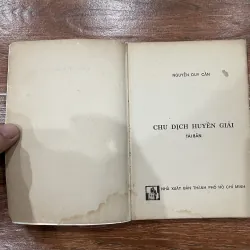 NGUYỄN DUY CẦN
CHU DỊCH HUYỀN GIẢI
TÁI BẢN
NHÀ XUẤT BẢN THÀNH PHỐ HỒ CHÍ MINH